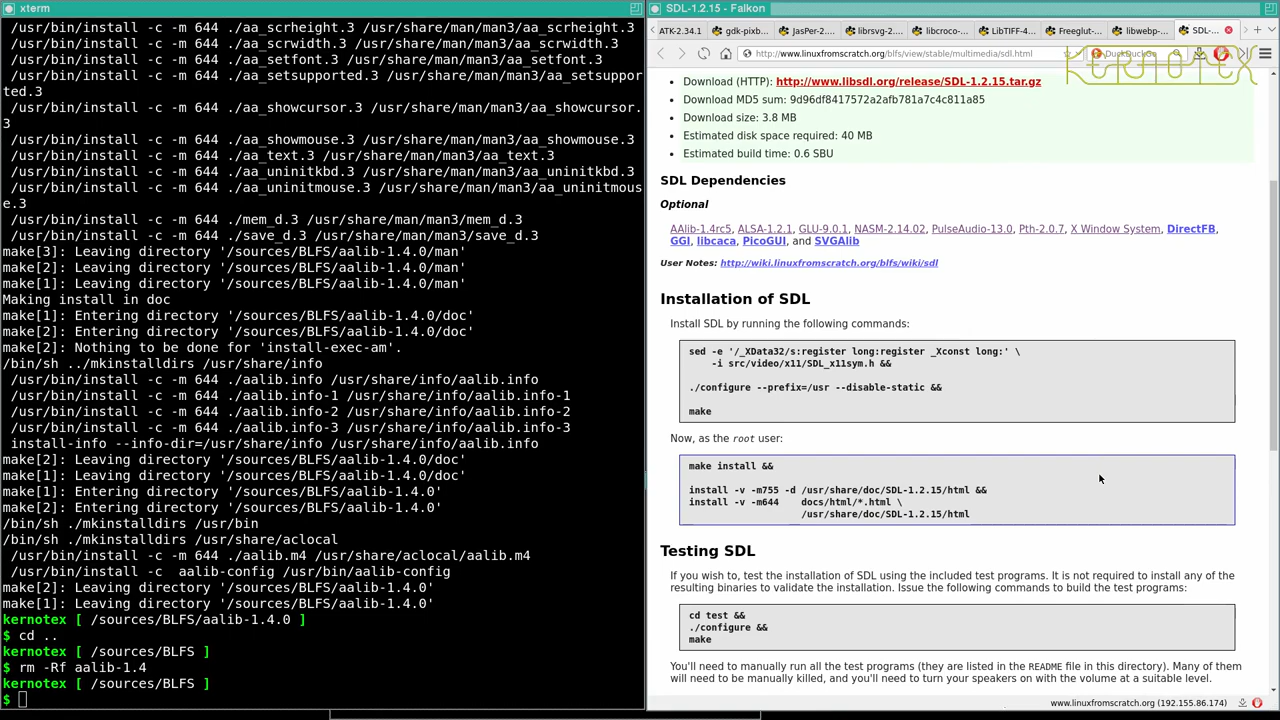 xterm
/usr/bin/install -c -m 644 ./aa_scrheight.3 /usr/share/man/man3/aa_scrheight.3
/usr/bin/install -c -m 644 ./aa_scrwidth.3 /usr/share/man/man3/aa_scrwidth.3
/usr/bin/install -c -m 644 ./aa_setfont.3 /usr/share/man/man3/aa_setfont.3
/usr/bin/install -c -m 644 ./aa_setsupported.3 /usr/share/man/man3/aa_setsuppor
ted.3
/usr/bin/install -c -m 644 ./aa_showcursor.3 /usr/share/man/man3/aa_showcursor.
3
/usr/bin/install -c -m 644 ./aa_showmouse.3 /usr/share/man/man3/aa_showmouse.3
/usr/bin/install -c -m 644 ./aa_text.3 /usr/share/man/man3/aa_text.3
/usr/bin/install -c -m 644 ./aa_uninitkbd.3 /usr/share/man/man3/aa_uninitkbd.3
/usr/bin/install -c -m 644 ./aa_uninitmouse.3 /usr/share/man/man3/aa_uninitmous
e.3
/usr/bin/install -c -m 644 ./mem_d.3 /usr/share/man/man3/mem_d.3
/usr/bin/install -c -m 644 ./save_d.3 /usr/share/man/man3/save_d.3
make[3]: Leaving directory '/sources/BLFS/aalib-1.4.0/man'
make[2]: Leaving directory '/sources/BLFS/aalib-1.4.0/man'
make[1]: Leaving directory '/sources/BLFS/aalib-1.4.0/man'
Making install in doc
make[1]: Entering directory '/sources/BLFS/aalib-1.4.0/doc'
make[2]: Entering directory '/sources/BLFS/aalib-1.4.0/doc'
make[2]: Nothing to be done for 'install-exec-am'.
/bin/sh ../mkinstalldirs /usr/share/info
/usr/bin/install -c -m 644 ./aalib.info /usr/share/info/aalib.info
/usr/bin/install -c -m 644 ./aalib.info-1 /usr/share/info/aalib.info-1
/usr/bin/install -c -m 644 ./aalib.info-2 /usr/share/info/aalib.info-2
/usr/bin/install -c -m 644 ./aalib.info-3 /usr/share/info/aalib.info-3
install-info --info-dir=/usr/share/info /usr/share/info/aalib.info
make[2]: Leaving directory '/sources/BLFS/aalib-1.4.0/doc'
make[1]: Leaving directory '/sources/BLFS/aalib-1.4.0/doc'
make[1]: Entering directory '/sources/BLFS/aalib-1.4.0'
make[2]: Entering directory '/sources/BLFS/aalib-1.4.0'
/bin/sh ./mkinstalldirs /usr/bin
/bin/sh ./mkinstalldirs /usr/share/aclocal
/usr/bin/install -c -m 644 ./aalib.m4 /usr/share/aclocal/aalib.m4
/usr/bin/install -c  aalib-config /usr/bin/aalib-config
make[2]: Leaving directory '/sources/BLFS/aalib-1.4.0'
make[1]: Leaving directory '/sources/BLFS/aalib-1.4.0'
kernotex [ /sources/BLFS/aalib-1.4.0 ]
$ cd ..
kernotex [ /sources/BLFS ]
$ rm -Rf aalib-1.4
kernotex [ /sources/BLFS ]
$
SDL-1.2.15 - Falkon
ATK-2.34.1 gdk-pixb... JasPer-2.... librsvg-2.... libcroco-... LibTIFF-4... Freeglut-... libwebp-... SDL-...
http://www.linuxfromscratch.org/blfs/view/stable/multimedia/sdl.html DuckDuckGo
KERNOTEX
Download (HTTP): http://www.libsdl.org/release/SDL-1.2.15.tar.gz
Download MD5 sum: 9d96df8417572a2afb781a7c4c811a85
Download size: 3.8 MB
Estimated disk space required: 40 MB
Estimated build time: 0.6 SBU
SDL Dependencies
Optional
AAlib-1.4rc5, ALSA-1.2.1, GLU-9.0.1, NASM-2.14.02, PulseAudio-13.0, Pth-2.0.7, X Window System, DirectFB,
GGI, libcaca, PicoGUI, and SVGAlib
User Notes: http://wiki.linuxfromscratch.org/blfs/wiki/sdl
Installation of SDL
Install SDL by running the following commands:
sed -e '/_XData32/s:register long:register _Xconst long:' \
-i src/video/x11/SDL_x11sym.h &&
./configure --prefix=/usr --disable-static &&
make
Now, as the root user:
make install &&
install -v -m755 -d /usr/share/doc/SDL-1.2.15/html &&
install -v -m644    docs/html/*.html \
/usr/share/doc/SDL-1.2.15/html
Testing SDL
If you wish to, test the installation of SDL using the included test programs. It is not required to install any of the
resulting binaries to validate the installation. Issue the following commands to build the test programs:
cd test &&
./configure &&
make
You'll need to manually run all the test programs (they are listed in the README file in this directory). Many of them
will need to be manually killed, and you'll need to turn your speakers on with the volume at a suitable level.
www.linuxfromscratch.org (192.155.86.174)